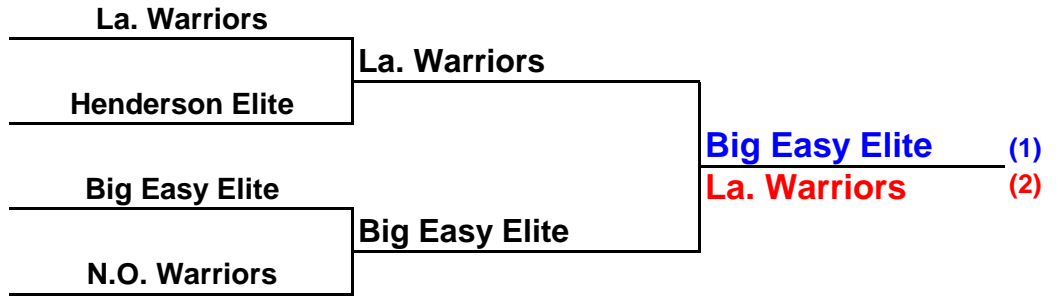 La. Warriors
La. Warriors
Henderson Elite
Big Easy Elite (1)
La. Warriors (2)
Big Easy Elite
Big Easy Elite
N.O. Warriors